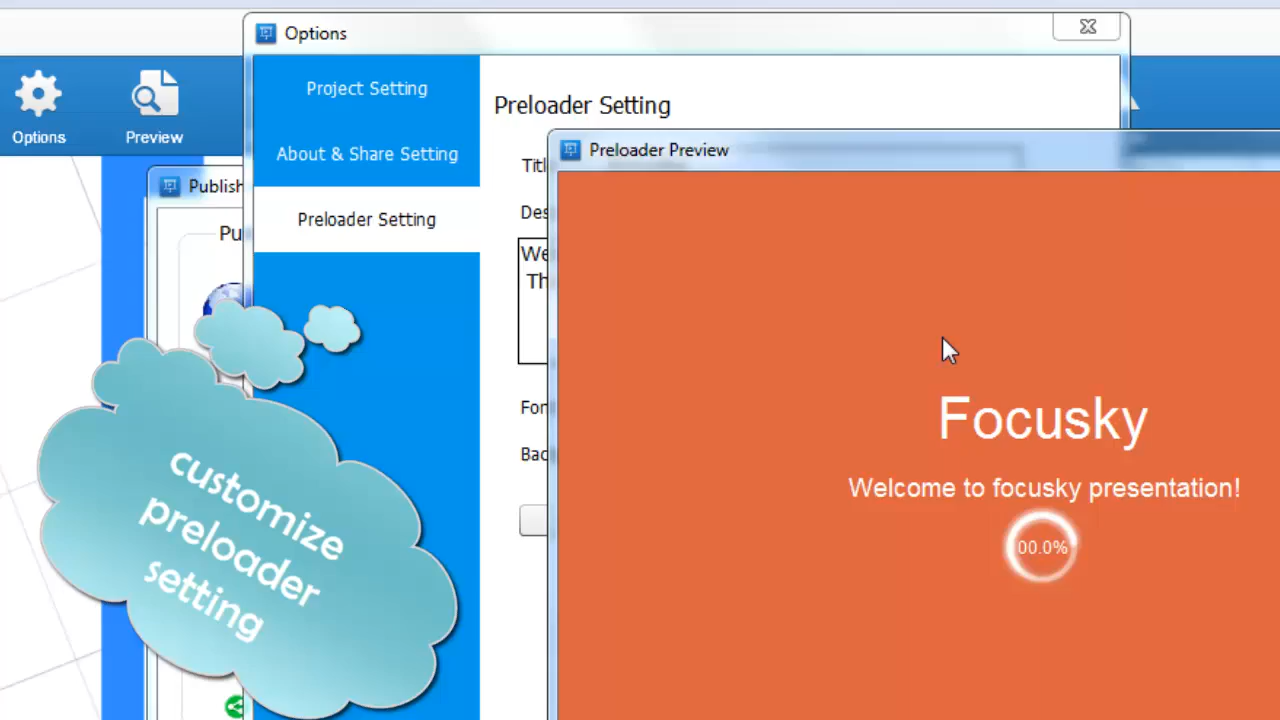 Options
Project Setting
Preloader Setting
Options
Preview
About & Share Setting
Preloader Preview
Publish
Preloader Setting
Focusky
Welcome to focusky presentation!
00.0%
customize
preloader
setting